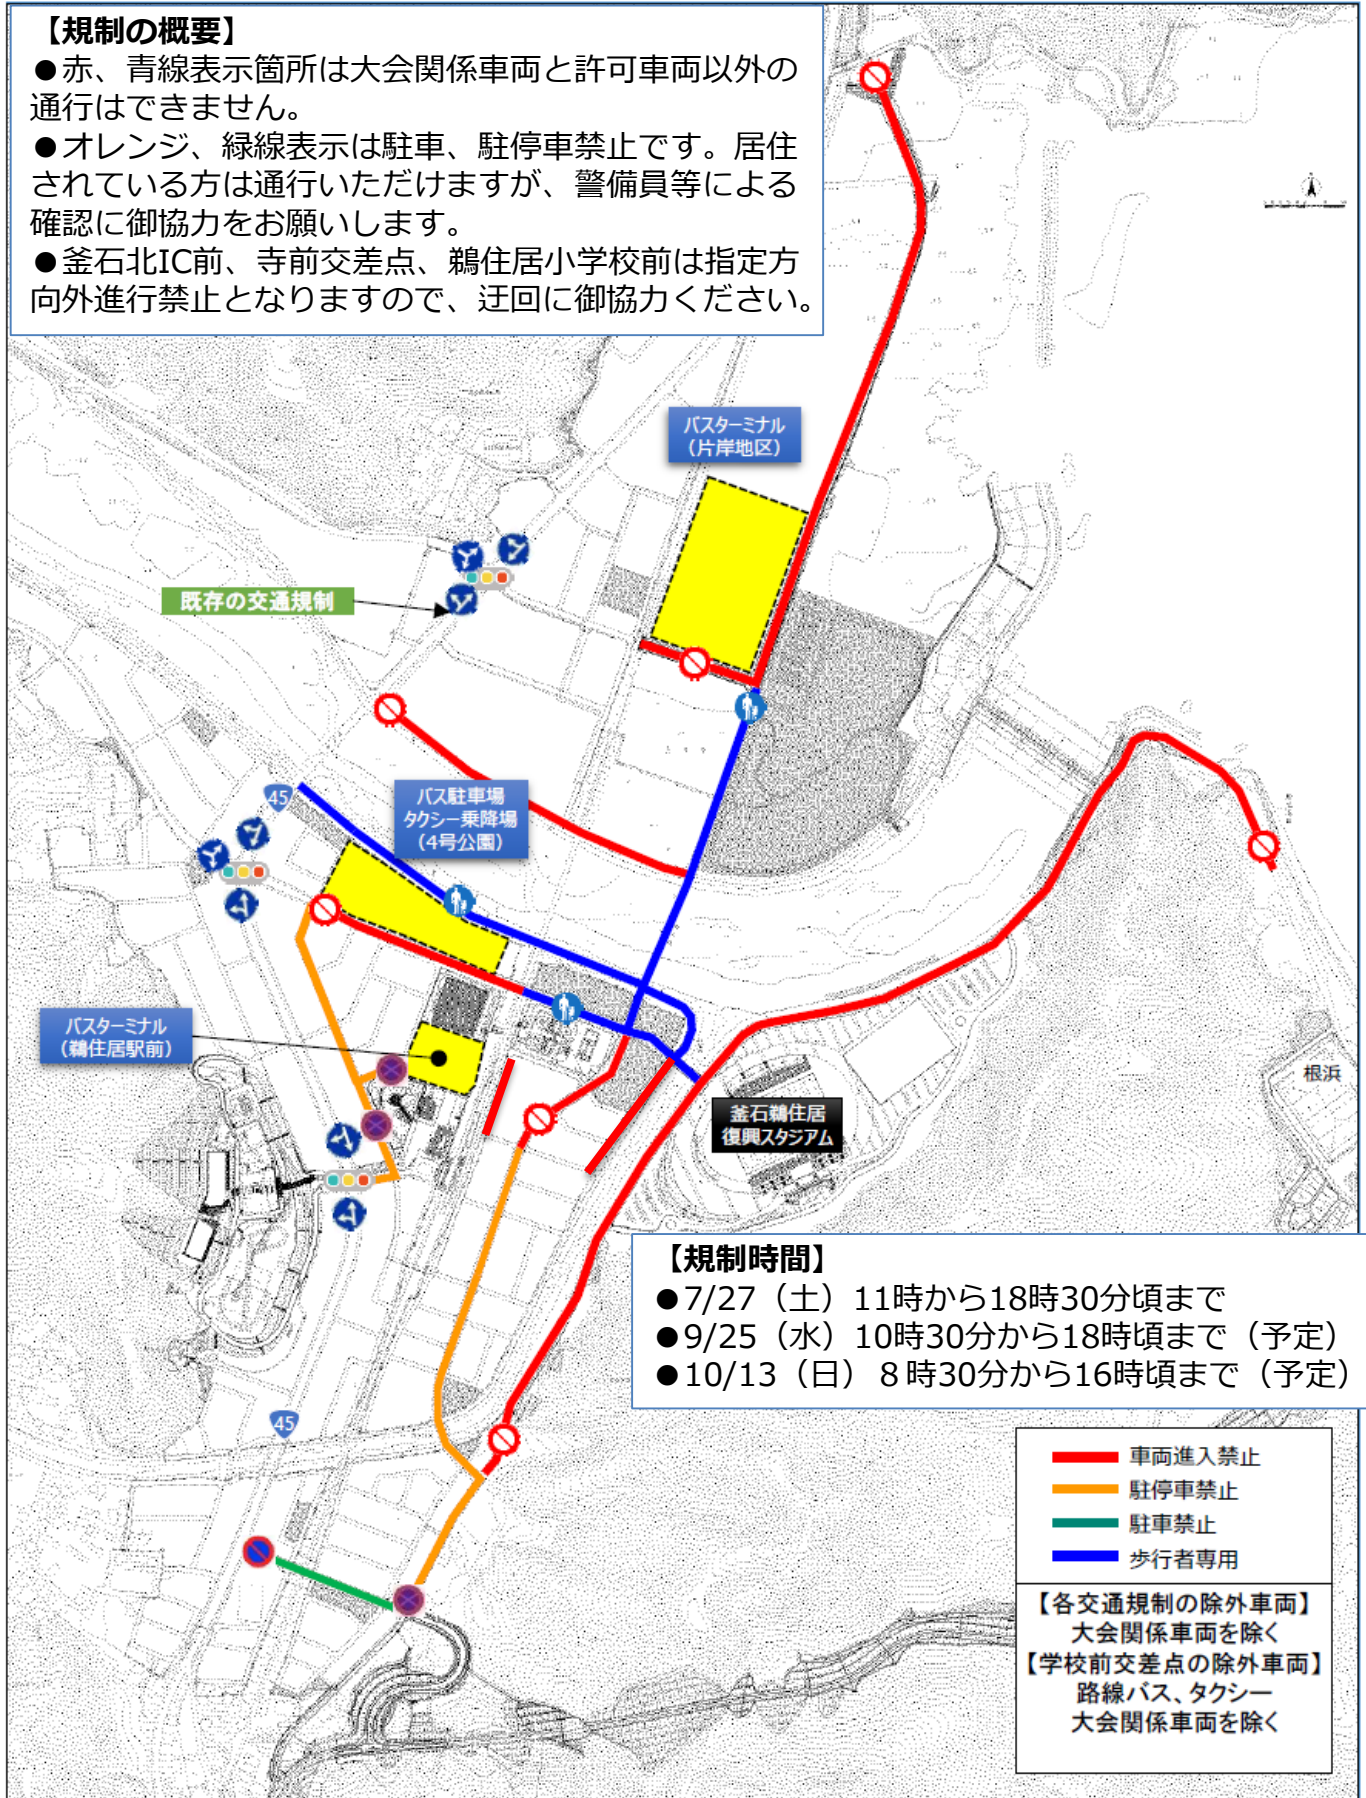 【規制の概要】
●赤、青線表示箇所は大会関係車両と許可車両以外の
通行はできません。
●オレンジ、緑線表示は駐車、駐停車禁止です。居住
されている方は通行いただけますが、警備員等による
確認に御協力をお願いします。
●釜石北IC前、寺前交差点、鵜住居小学校前は指定方
向外進行禁止となりますので、迂回に御協力ください。
バスターミナル
（片岸地区）
既存の交通規制
45
バス駐車場
タクシー乗降場
（4号公園）
バスターミナル
（鵜住居駅前）
根浜
釜石鵜住居
復興スタジアム
【規制時間】
●7/27（土）11時から18時30分頃まで
●9/25（水）10時30分から18時頃まで（予定）
●10/13（日）８時30分から16時頃まで（予定）
45
車両進入禁止
駐停車禁止
駐車禁止
歩行者専用
【各交通規制の除外車両】
大会関係車両を除く
【学校前交差点の除外車両】
路線バス、タクシー
大会関係車両を除く